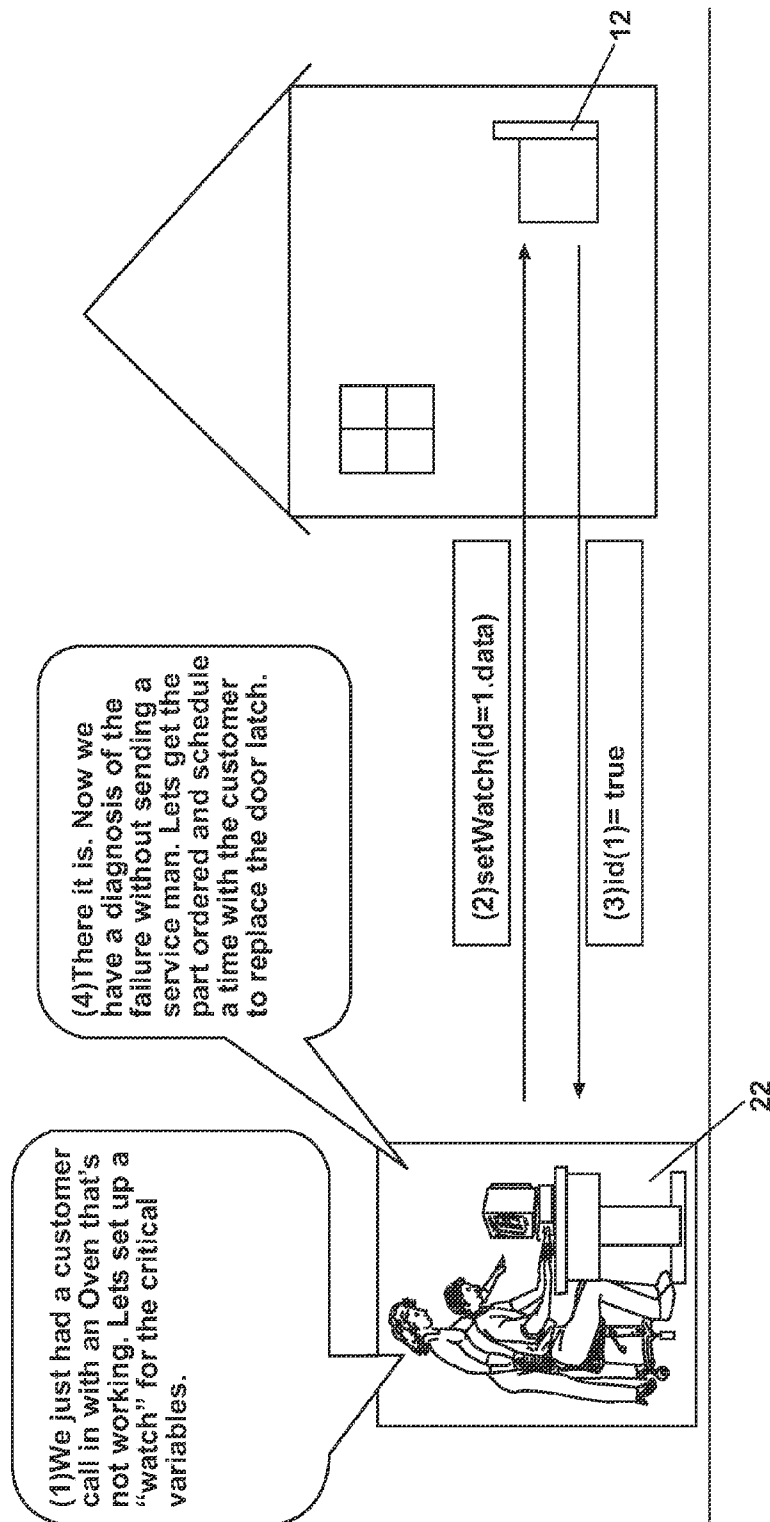 (1)We just had a customer
call in with an Oven that's
not working. Lets set up a
“watch” for the critical
variables.
(4)There it is. Now we
have a diagnosis of the
failure without sending a
service man. Lets get the
part ordered and schedule
a time with the customer
to replace the door latch.
(2)setWatch(id=1.data)
(3)id(1)= true
22
12